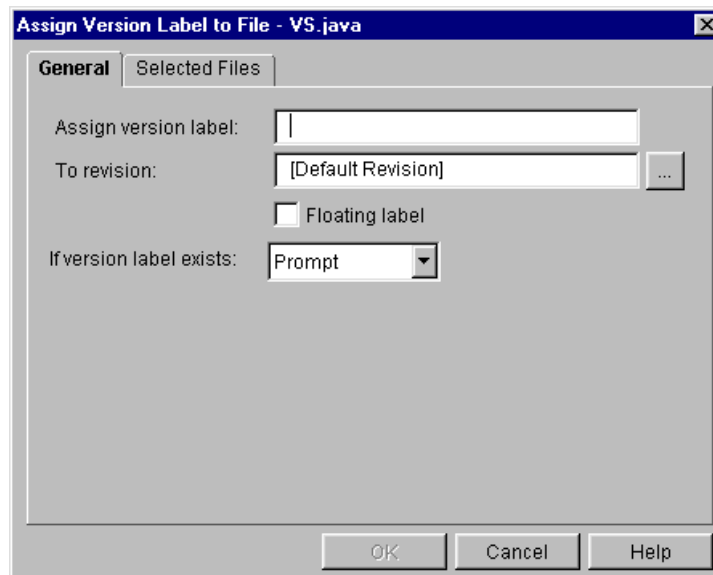 Assign Version Label to File - VS.java
General Selected Files
Assign version label:
To revision: [Default Revision] ...
Floating label
If version label exists: Prompt
OK Cancel Help